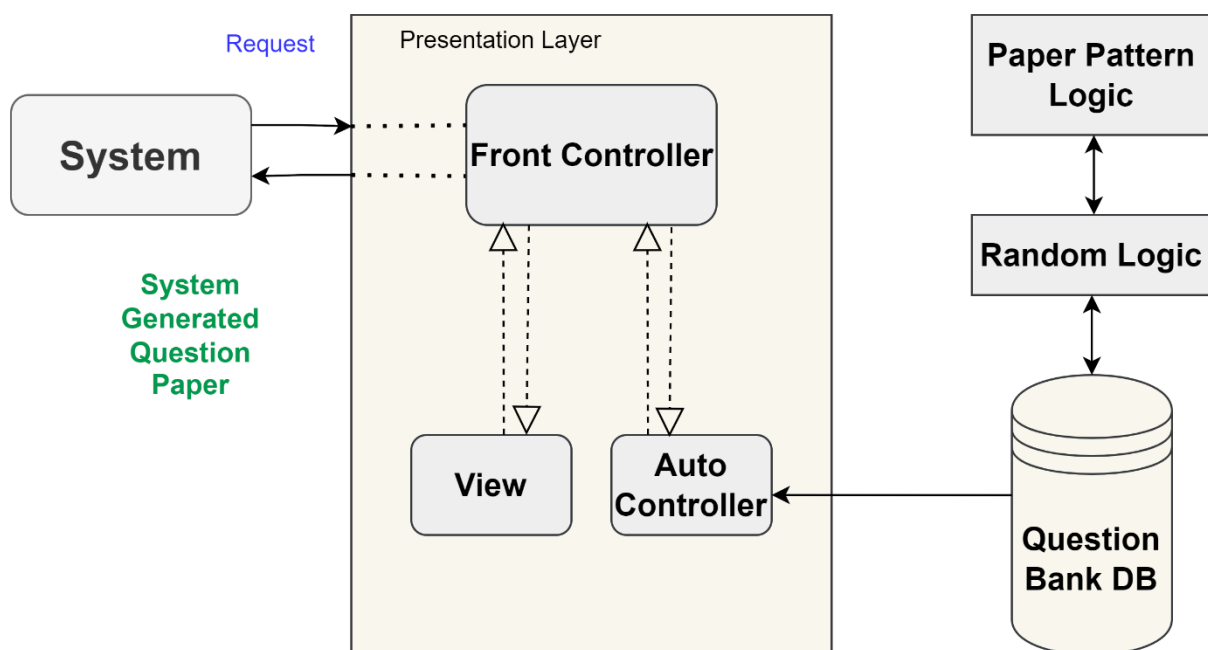 Request
Presentation Layer
System
Front Controller
Paper Pattern
Logic
Random Logic
System
Generated
Question
Paper
View
Auto
Controller
Question
Bank DB